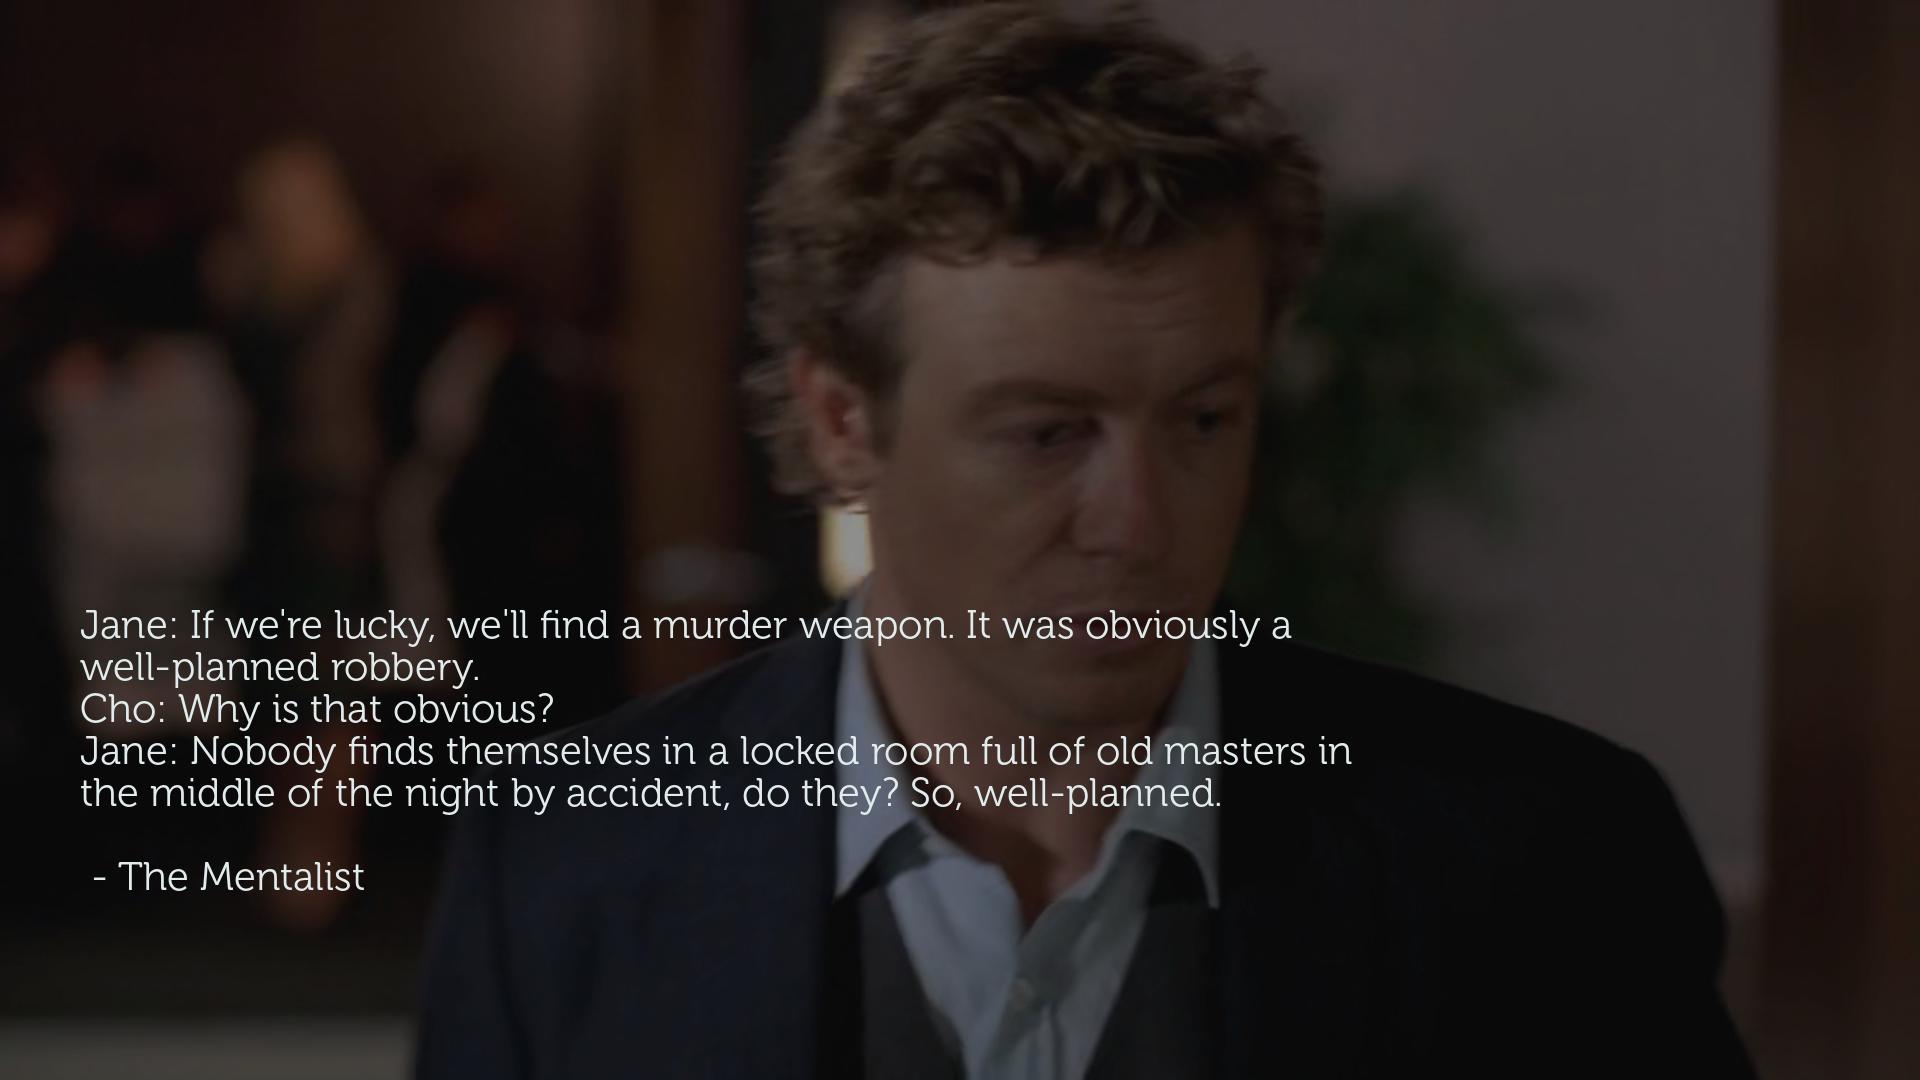 Jane: If we're lucky, we'll find a murder weapon. It was obviously a
well-planned robbery.
Cho: Why is that obvious?
Jane: Nobody finds themselves in a locked room full of old masters in
the middle of the night by accident, do they? So, well-planned.
- The Mentalist